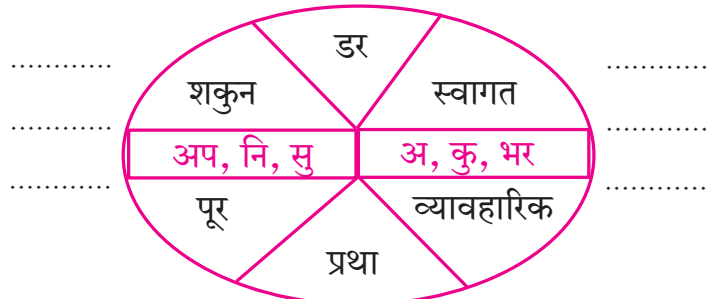 डर
.............. शकुन स्वागत ..............
.............. अप, नि, सु अ, कु, भर ..............
.............. पूर व्यावहारिक ..............
प्रथा